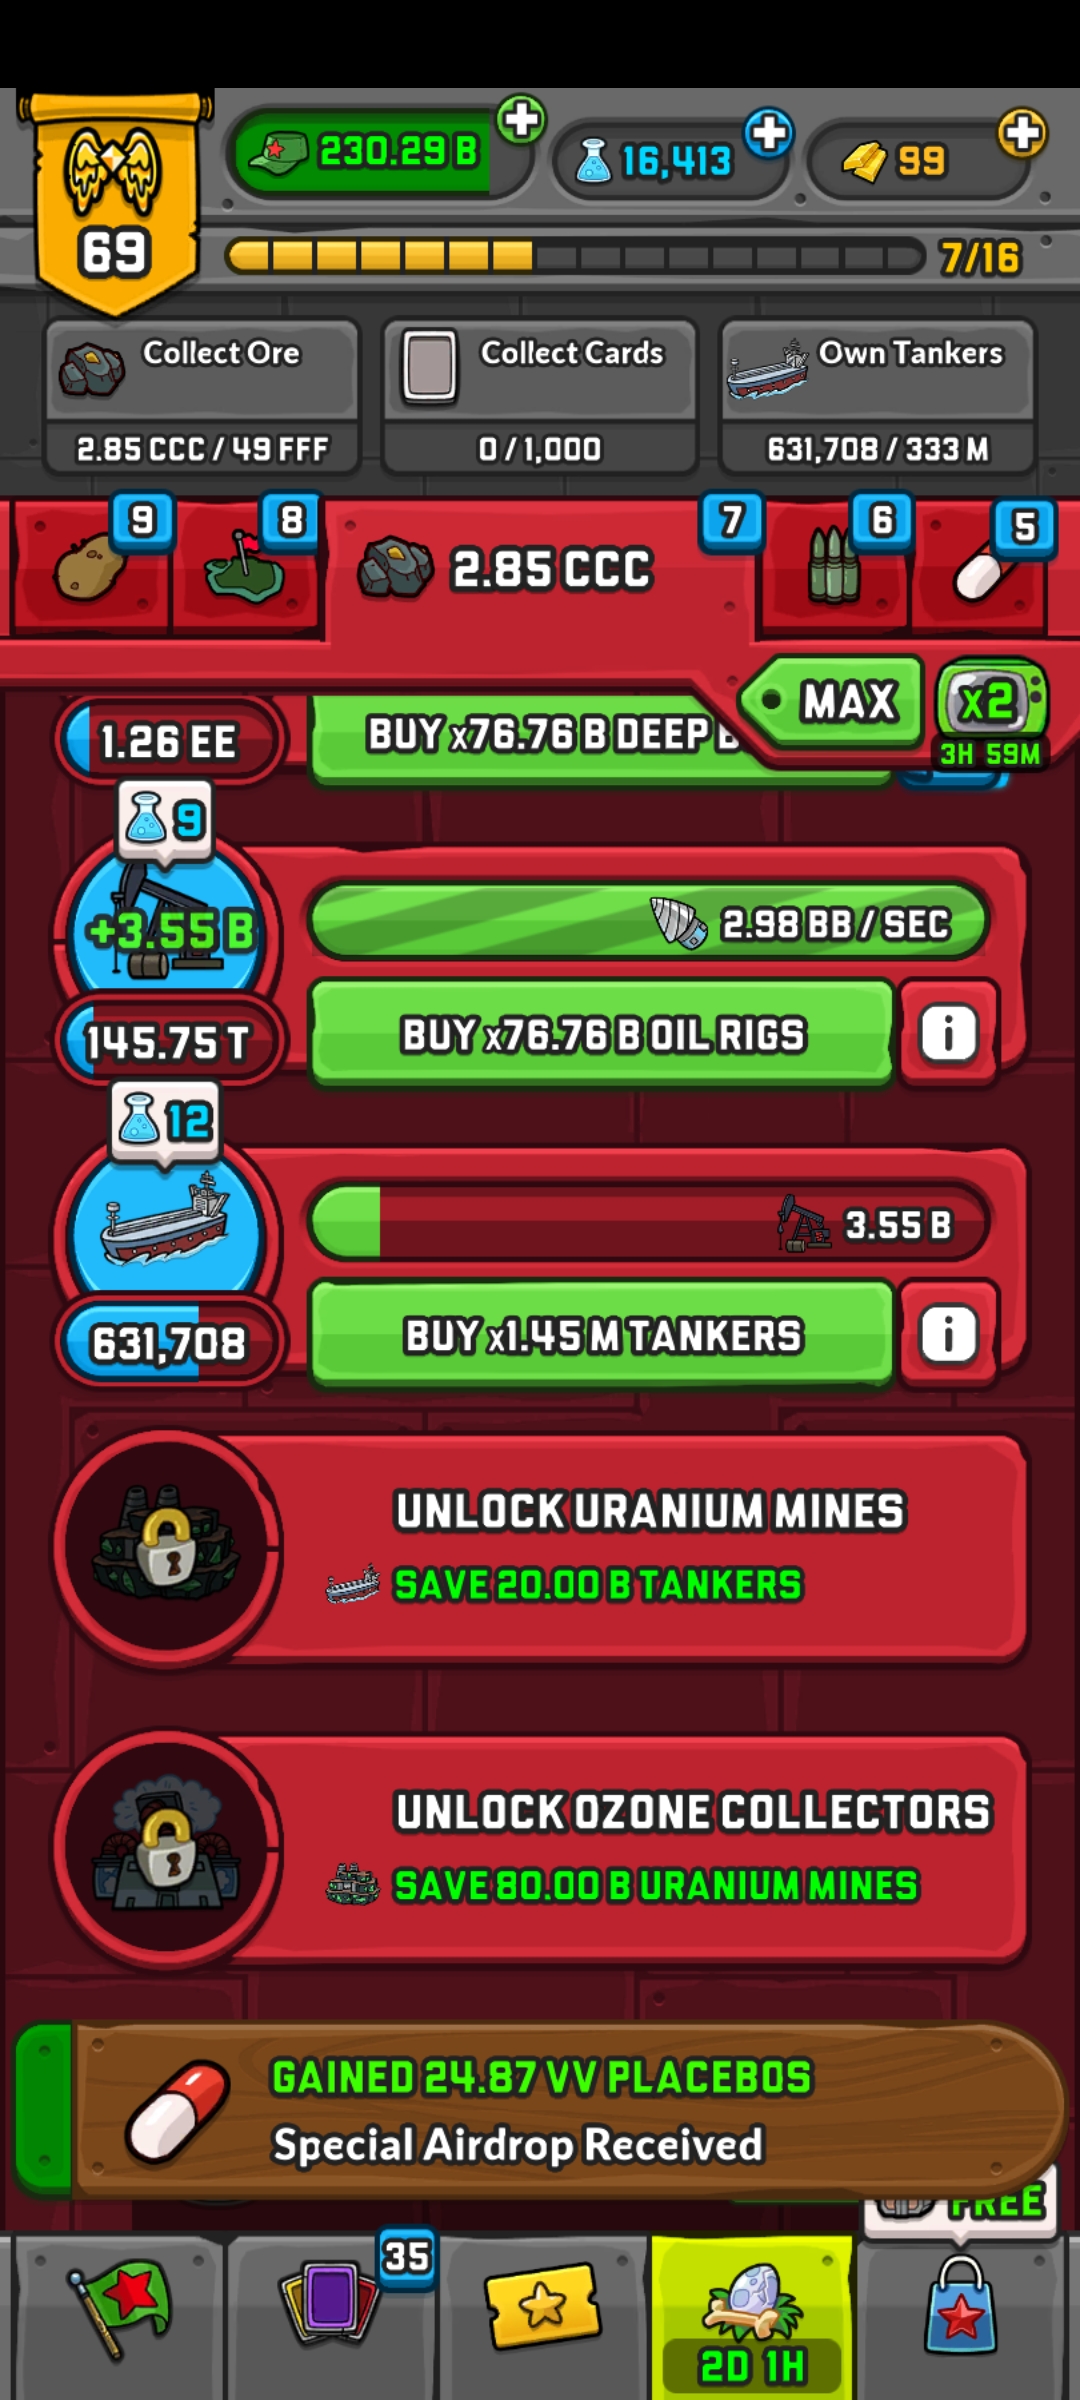 69
230.29 B
16,413
99
7/16
Collect Ore
2.85 CCC / 49 FFF
Collect Cards
0 / 1,000
Own Tankers
631,708 / 333 M
9
8
2.85 CCC
7
6
5
MAX
x2
3H 59M
1.26 EE
BUY x76.76 B DEEP B
9
+3.55 B
2.98 BB / SEC
145.75 T
BUY x76.76 B OIL RIGS
i
12
3.55 B
631,708
BUY x1.45 M TANKERS
i
UNLOCK URANIUM MINES
SAVE 20.00 B TANKERS
UNLOCK OZONE COLLECTORS
SAVE 80.00 B URANIUM MINES
GAINED 24.87 VV PLACEBOS
Special Airdrop Received
FREE
35
2D 1H